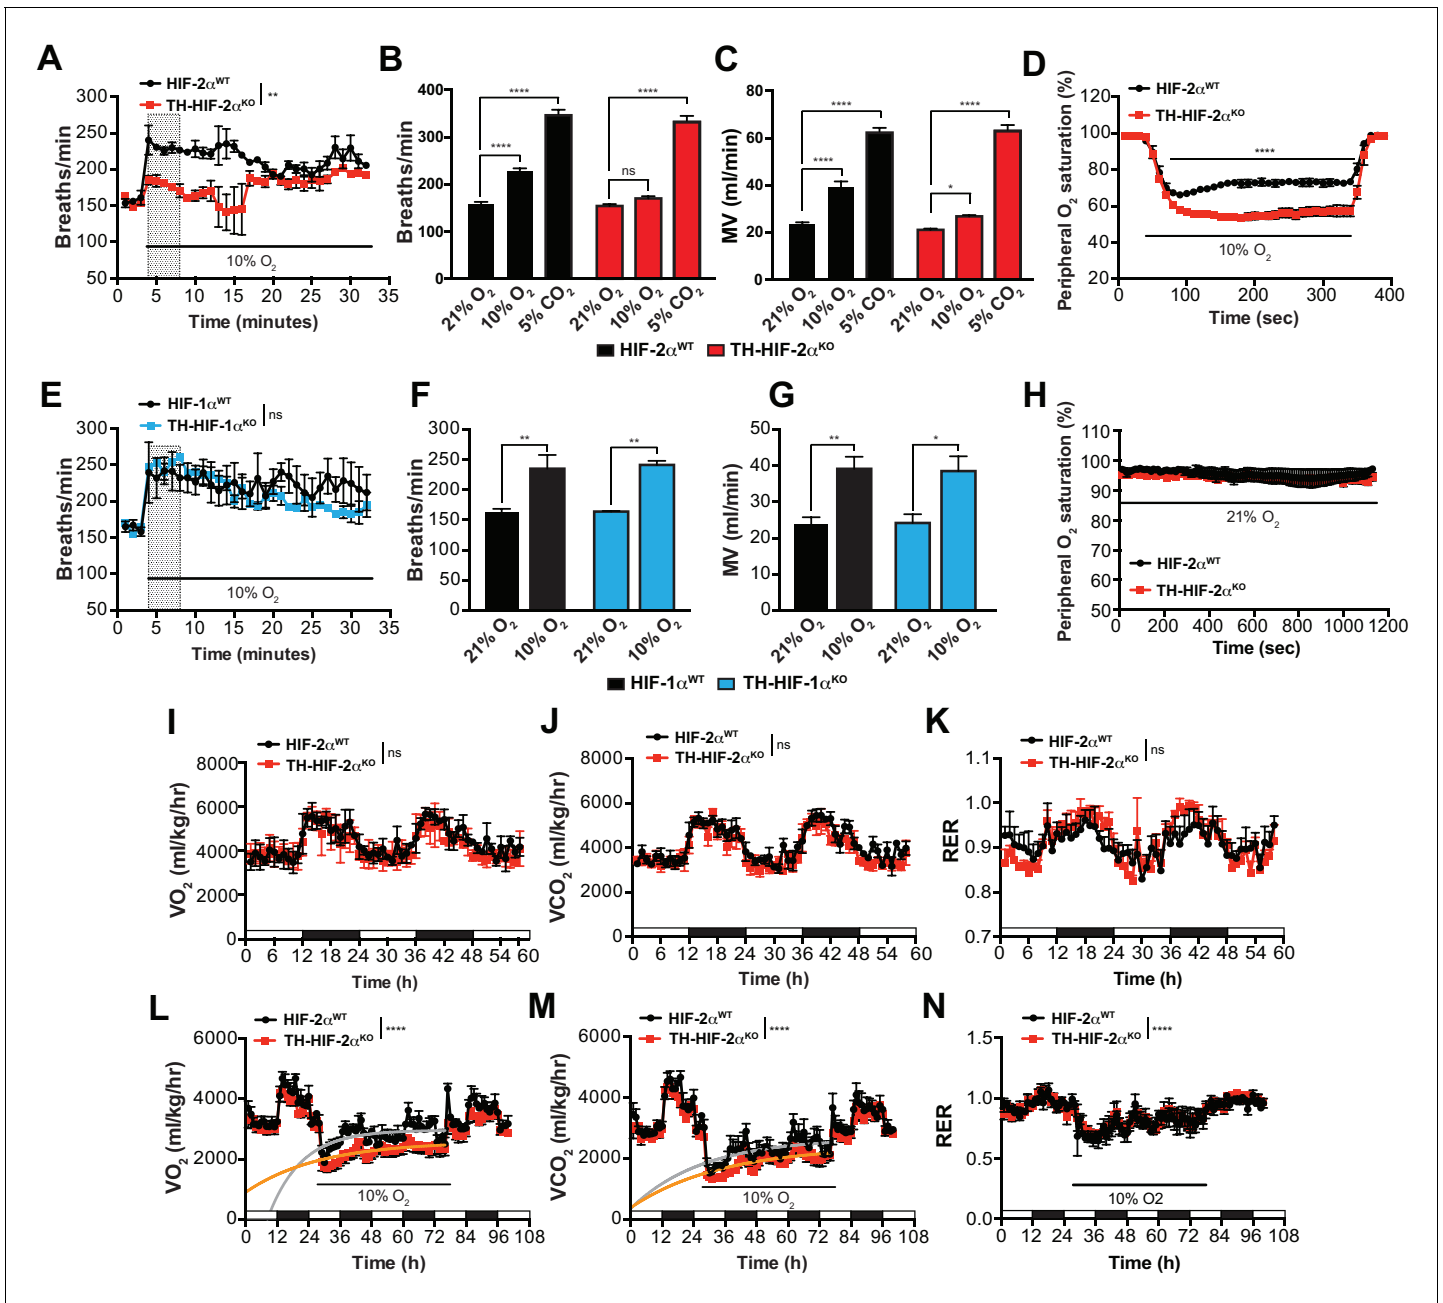 A
HIF-2α^WT
TH-HIF-2α^KO
**
Breaths/min
300
250
200
150
100
50
10% O₂
0 5 10 15 20 25 30 35
Time (minutes)
B
Breaths/min
400
300
200
100
0
****
****
****
ns
21% O₂ 10% O₂ 5% CO₂ 21% O₂ 10% O₂ 5% CO₂
C
MV (ml/min)
80
60
40
20
0
****
****
****
*
21% O₂ 10% O₂ 5% CO₂ 21% O₂ 10% O₂ 5% CO₂
HIF-2α^WT TH-HIF-2α^KO
D
HIF-2α^WT
TH-HIF-2α^KO
Peripheral O₂ saturation (%)
120
100
80
60
40
20
****
10% O₂
0 100 200 300 400
Time (sec)
E
HIF-1α^WT
TH-HIF-1α^KO
ns
Breaths/min
300
250
200
150
100
50
10% O₂
0 5 10 15 20 25 30 35
Time (minutes)
F
Breaths/min
300
250
200
150
100
50
0
** **
21% O₂ 10% O₂ 21% O₂ 10% O₂
G
MV (ml/min)
50
40
30
20
10
0
** *
21% O₂ 10% O₂ 21% O₂ 10% O₂
HIF-1α^WT TH-HIF-1α^KO
H
Peripheral O₂ saturation (%)
110
100
90
80
70
60
50
21% O₂
HIF-2α^WT
TH-HIF-2α^KO
0 200 400 600 800 1000 1200
Time (sec)
I
HIF-2α^WT
TH-HIF-2α^KO
ns
VO₂ (ml/kg/hr)
8000
6000
4000
2000
0
0 6 12 18 24 30 36 42 48 54 60
Time (h)
J
HIF-2α^WT
TH-HIF-2α^KO
ns
VCO₂ (ml/kg/hr)
8000
6000
4000
2000
0
0 6 12 18 24 30 36 42 48 54 60
Time (h)
K
HIF-2α^WT
TH-HIF-2α^KO
ns
RER
1.1
1.0
0.9
0.8
0.7
0 6 12 18 24 30 36 42 48 54 60
Time (h)
L
HIF-2α^WT
TH-HIF-2α^KO
****
VO₂ (ml/kg/hr)
6000
4000
2000
0
10% O₂
0 12 24 36 48 60 72 84 96 108
Time (h)
M
HIF-2α^WT
TH-HIF-2α^KO
****
VCO₂ (ml/kg/hr)
6000
4000
2000
0
10% O₂
0 12 24 36 48 60 72 84 96 108
Time (h)
N
HIF-2α^WT
TH-HIF-2α^KO
****
RER
1.5
1.0
0.5
0.0
10% O2
0 12 24 36 48 60 72 84 96 108
Time (h)